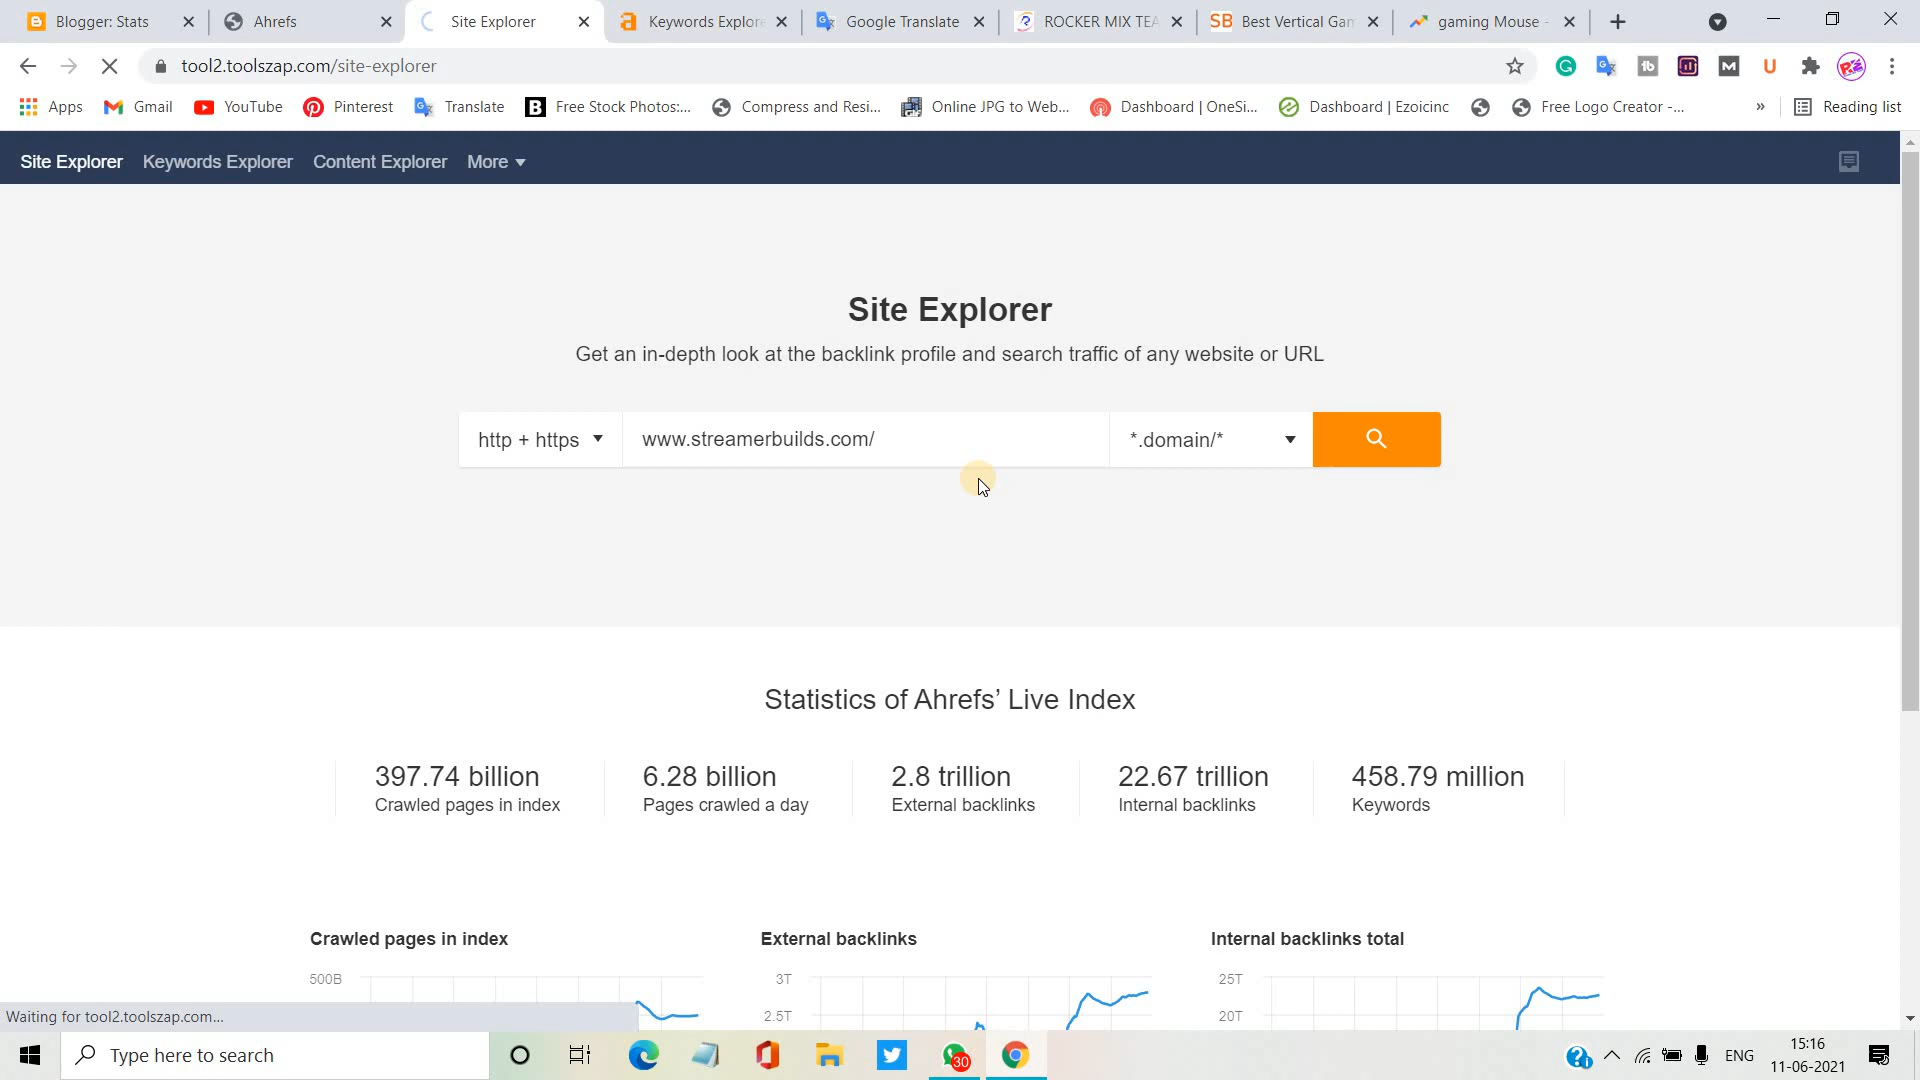 Blogger: Stats
Ahrefs
Site Explorer
Keywords Explore
Google Translate
ROCKER MIX TEA
SB Best Vertical Gam
gaming Mouse -
tool2.toolszap.com/site-explorer
Apps
Gmail
YouTube
Pinterest
Translate
Free Stock Photos:...
Compress and Resi...
Online JPG to Web...
Dashboard | OneSi...
Dashboard | Ezoicinc
Free Logo Creator -...
»
Reading list
Site Explorer
Keywords Explorer
Content Explorer
More
Site Explorer
Get an in-depth look at the backlink profile and search traffic of any website or URL
http + https
www.streamerbuilds.com/
*.domain/*
Statistics of Ahrefs’ Live Index
397.74 billion
Crawled pages in index
6.28 billion
Pages crawled a day
2.8 trillion
External backlinks
22.67 trillion
Internal backlinks
458.79 million
Keywords
Crawled pages in index
500B
External backlinks
3T
2.5T
Internal backlinks total
25T
20T
Waiting for tool2.toolszap.com...
Type here to search
30
ENG
15:16
11-06-2021